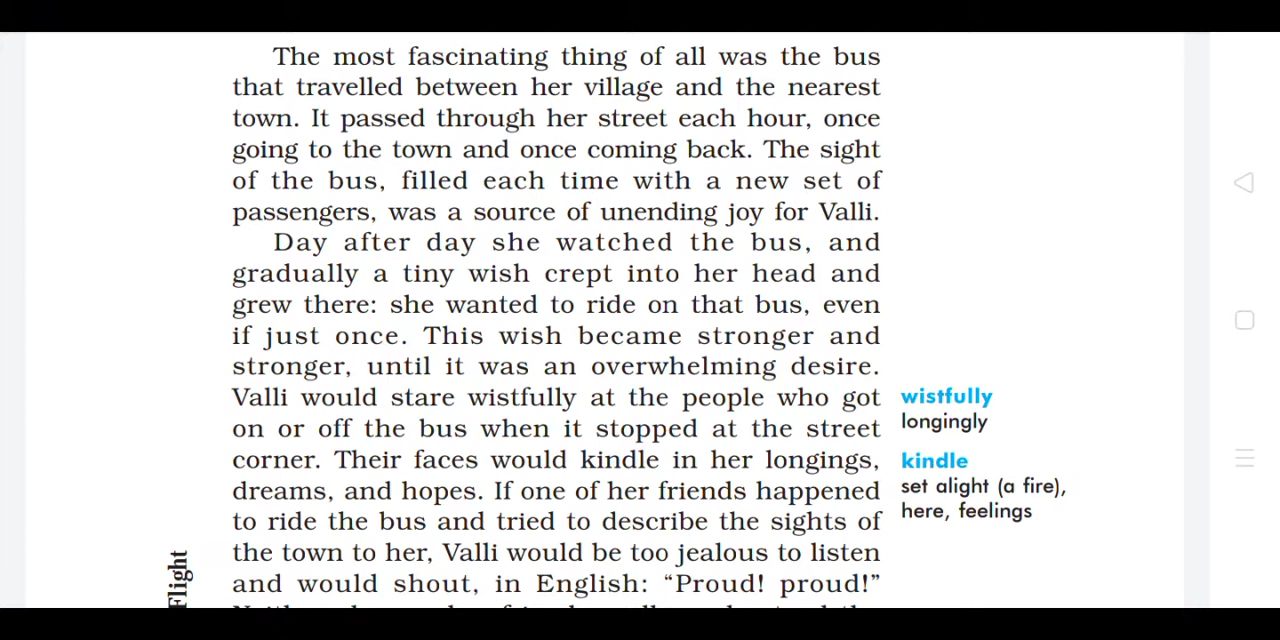 The most fascinating thing of all was the bus
that travelled between her village and the nearest
town. It passed through her street each hour, once
going to the town and once coming back. The sight
of the bus, filled each time with a new set of
passengers, was a source of unending joy for Valli.
Day after day she watched the bus, and
gradually a tiny wish crept into her head and
grew there: she wanted to ride on that bus, even
if just once. This wish became stronger and
stronger, until it was an overwhelming desire.
Valli would stare wistfully at the people who got
on or off the bus when it stopped at the street
corner. Their faces would kindle in her longings,
dreams, and hopes. If one of her friends happened
to ride the bus and tried to describe the sights of
the town to her, Valli would be too jealous to listen
and would shout, in English: “Proud! proud!”
wistfully
longingly
kindle
set alight (a fire),
here, feelings
Flight